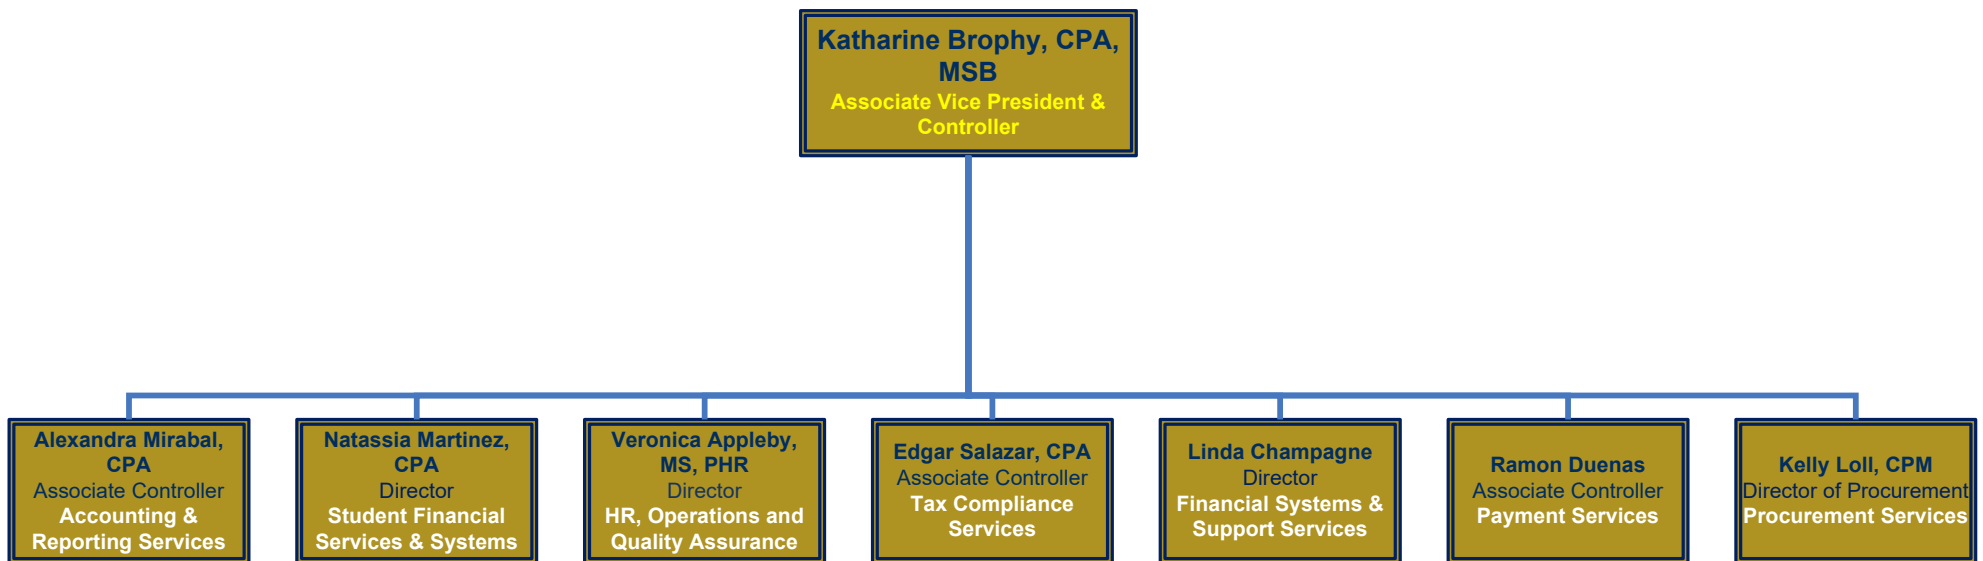 Katharine Brophy, CPA,
MSB
Associate Vice President &
Controller
Alexandra Mirabal,
CPA
Associate Controller
Accounting &
Reporting Services
Natassia Martinez,
CPA
Director
Student Financial
Services & Systems
Veronica Appleby,
MS, PHR
Director
HR, Operations and
Quality Assurance
Edgar Salazar, CPA
Associate Controller
Tax Compliance
Services
Linda Champagne
Director
Financial Systems &
Support Services
Ramon Duenas
Associate Controller
Payment Services
Kelly Loll, CPM
Director of Procurement
Procurement Services